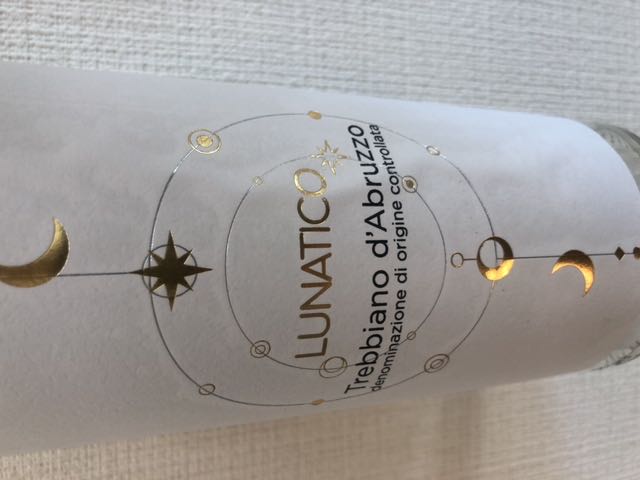 LUNATICO
Trebbiano d'Abruzzo
denominazione di origine controllata